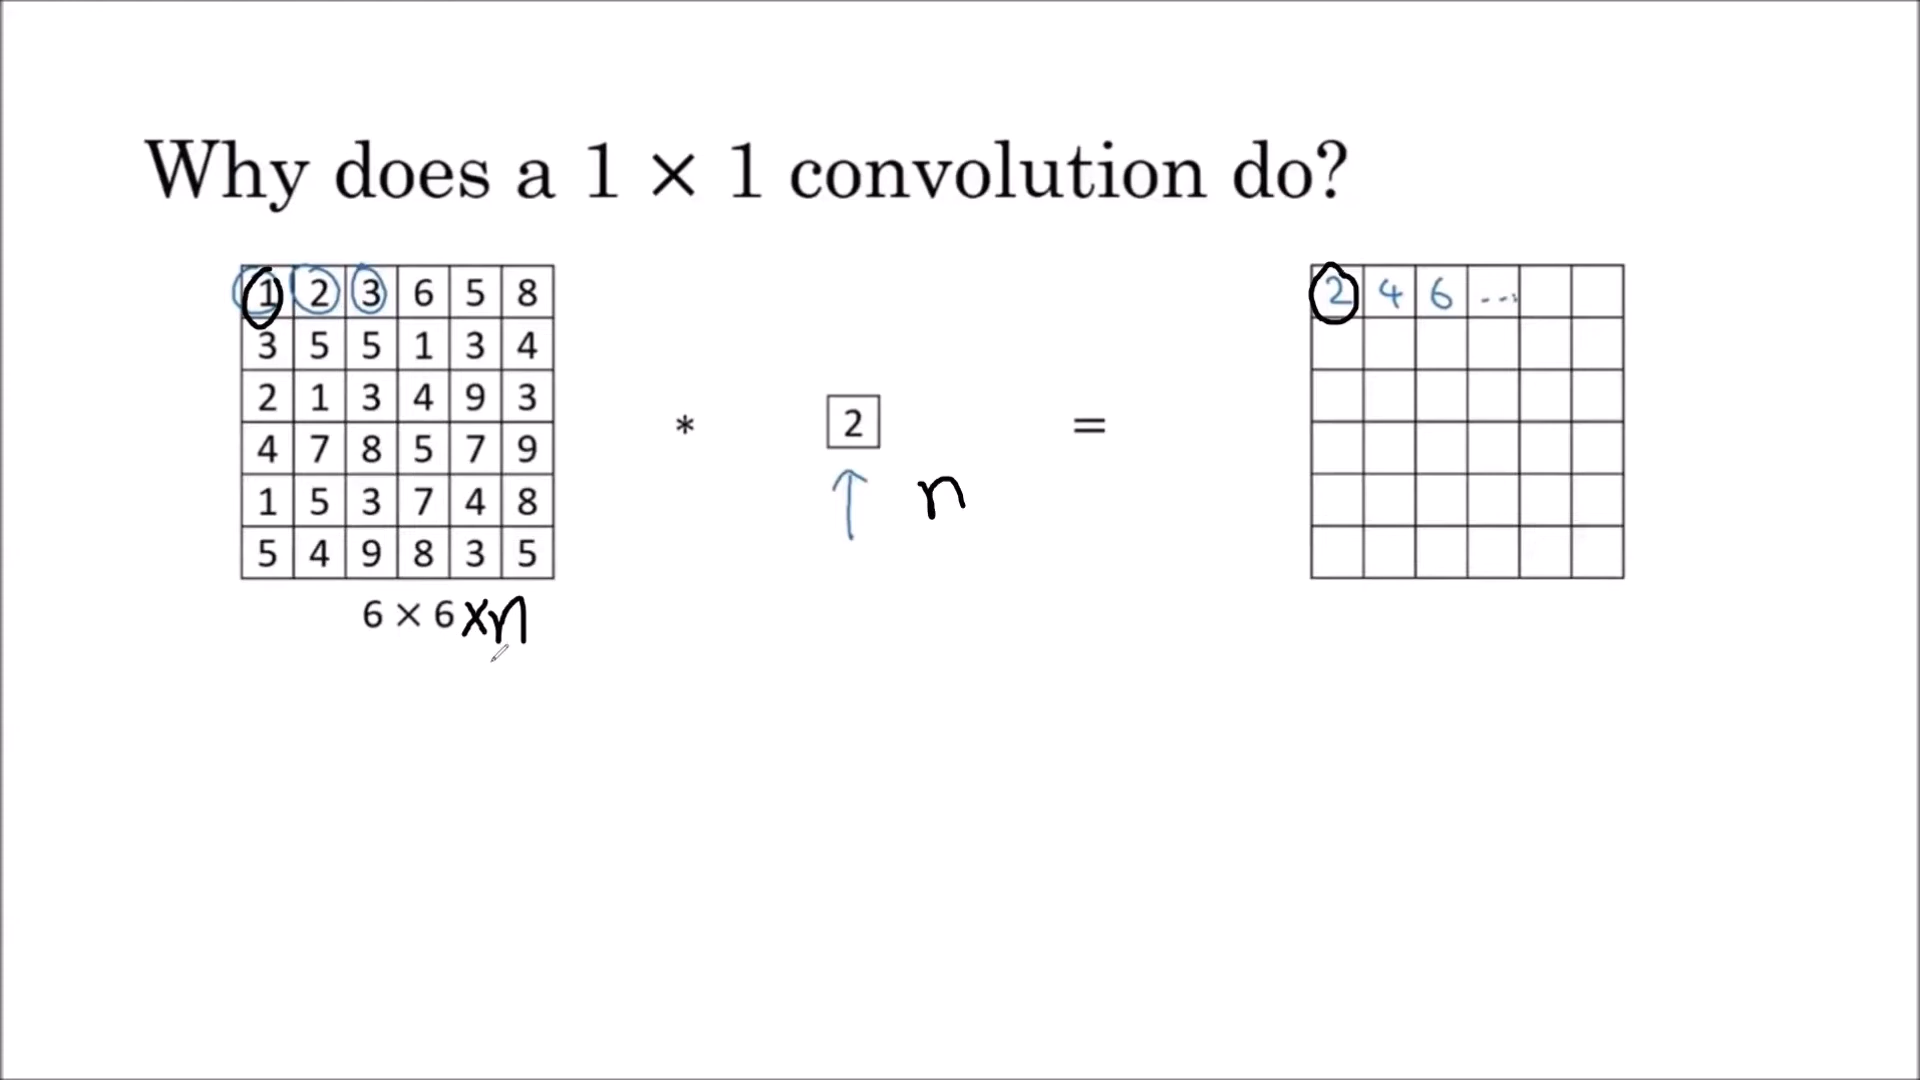 Why does a 1 × 1 convolution do?
1 2 3 6 5 8
3 5 5 1 3 4
2 1 3 4 9 3
4 7 8 5 7 9
1 5 3 7 4 8
5 4 9 8 3 5
6 × 6 ×n
*
2
n
=
2 4 6 ...